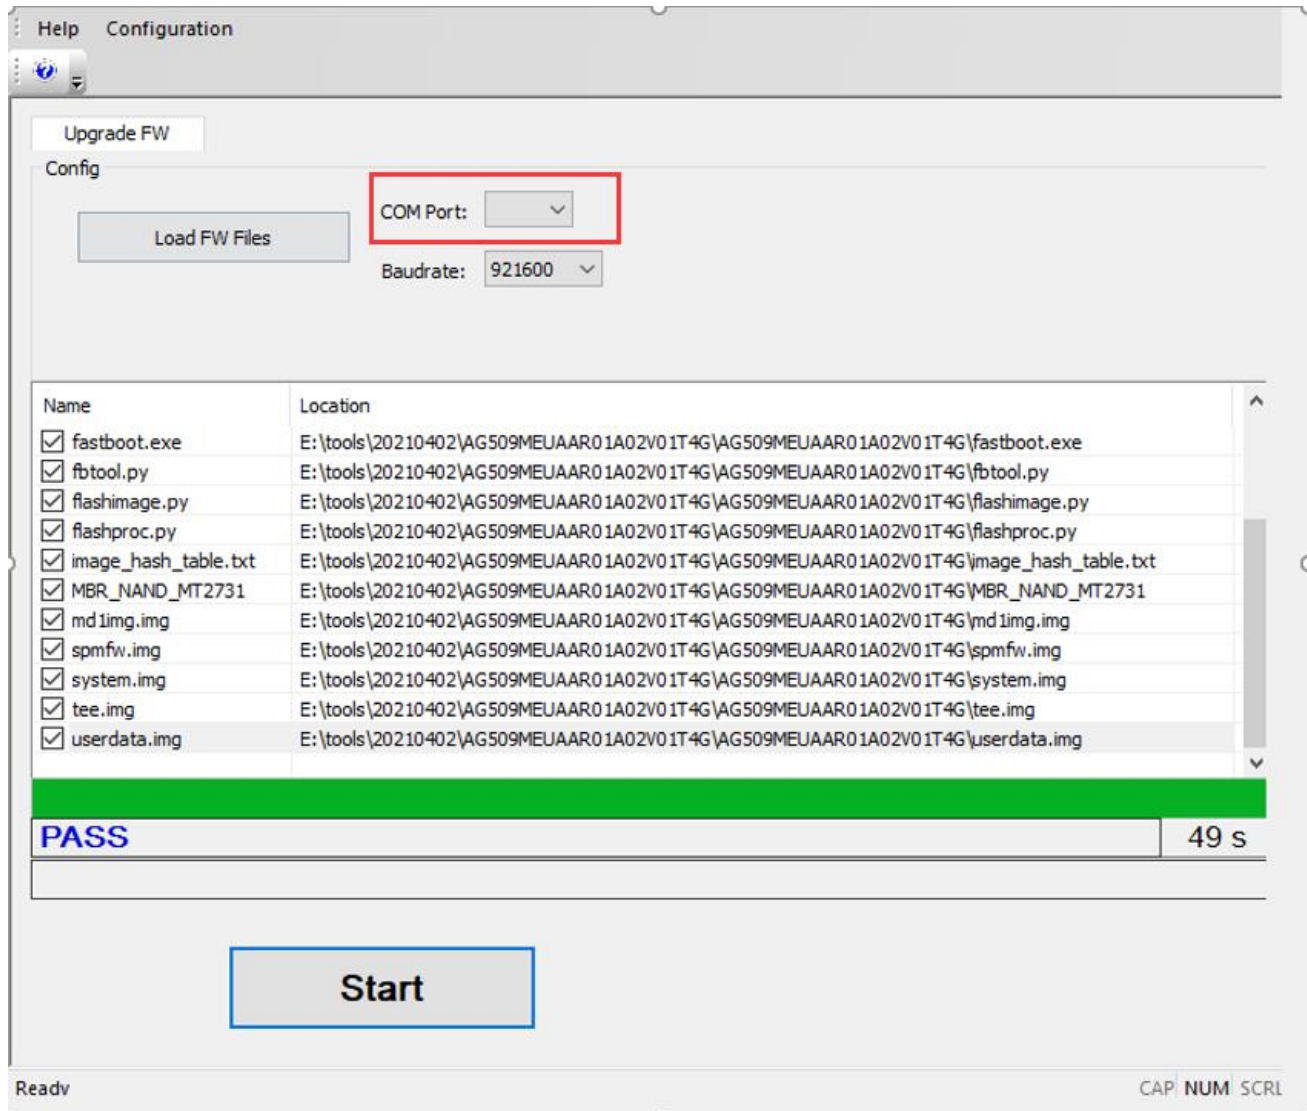 Help Configuration
Upgrade FW
Config
COM Port:
Load FW Files
Baudrate: 921600
Name Location
fastboot.exe E:\tools\20210402\AG509MEUAAR01A02V01T4G\AG509MEUAAR01A02V01T4G\fastboot.exe
fbtool.py E:\tools\20210402\AG509MEUAAR01A02V01T4G\AG509MEUAAR01A02V01T4G\fbtool.py
flashimage.py E:\tools\20210402\AG509MEUAAR01A02V01T4G\AG509MEUAAR01A02V01T4G\flashimage.py
flashproc.py E:\tools\20210402\AG509MEUAAR01A02V01T4G\AG509MEUAAR01A02V01T4G\flashproc.py
image_hash_table.txt E:\tools\20210402\AG509MEUAAR01A02V01T4G\AG509MEUAAR01A02V01T4G\image_hash_table.txt
MBR_NAND_MT2731 E:\tools\20210402\AG509MEUAAR01A02V01T4G\AG509MEUAAR01A02V01T4G\MBR_NAND_MT2731
md1img.img E:\tools\20210402\AG509MEUAAR01A02V01T4G\AG509MEUAAR01A02V01T4G\md1img.img
spmfw.img E:\tools\20210402\AG509MEUAAR01A02V01T4G\AG509MEUAAR01A02V01T4G\spmfw.img
system.img E:\tools\20210402\AG509MEUAAR01A02V01T4G\AG509MEUAAR01A02V01T4G\system.img
tee.img E:\tools\20210402\AG509MEUAAR01A02V01T4G\AG509MEUAAR01A02V01T4G\tee.img
userdata.img E:\tools\20210402\AG509MEUAAR01A02V01T4G\AG509MEUAAR01A02V01T4G\userdata.img
PASS 49 s
Start
Ready CAP NUM SCRL